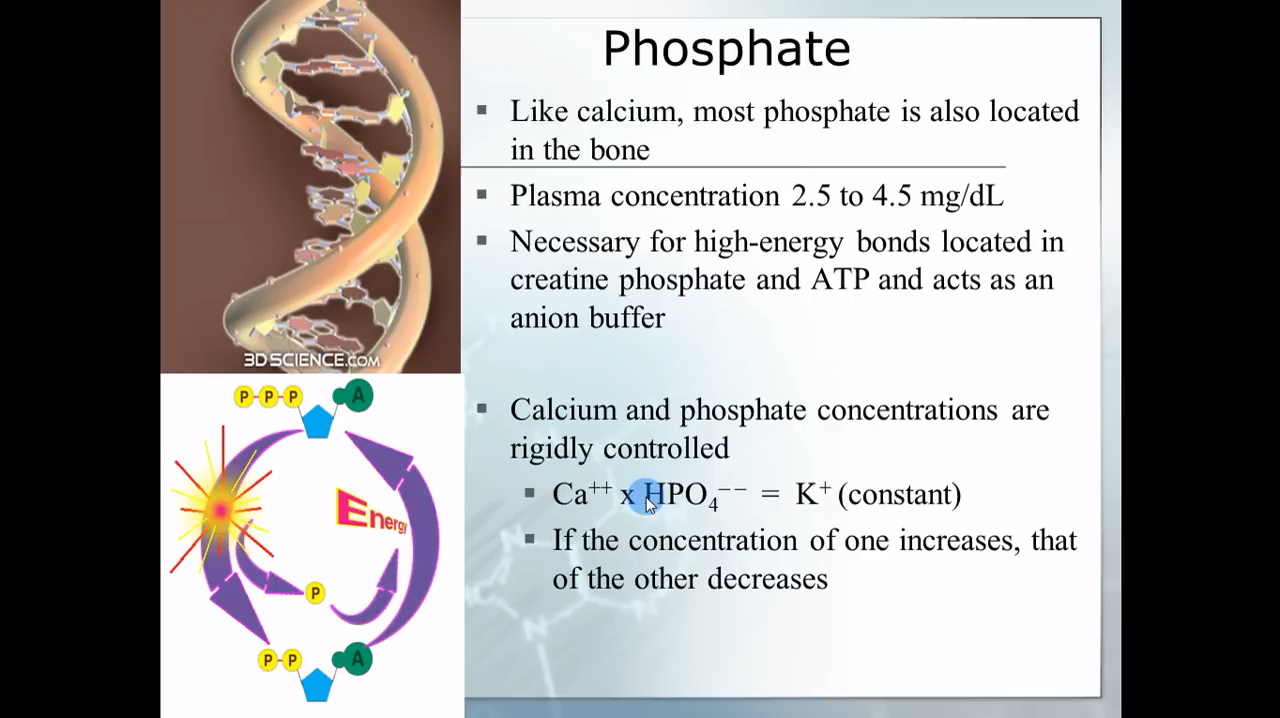 Phosphate
▪ Like calcium, most phosphate is also located
in the bone
▪ Plasma concentration 2.5 to 4.5 mg/dL
▪ Necessary for high-energy bonds located in
creatine phosphate and ATP and acts as an
anion buffer
▪ Calcium and phosphate concentrations are
rigidly controlled
▪ Ca⁺⁺ x HPO₄⁻⁻ = K⁺ (constant)
▪ If the concentration of one increases, that
of the other decreases
3DSCIENCE.COM
P-P-P A
Energy
P
P-P A